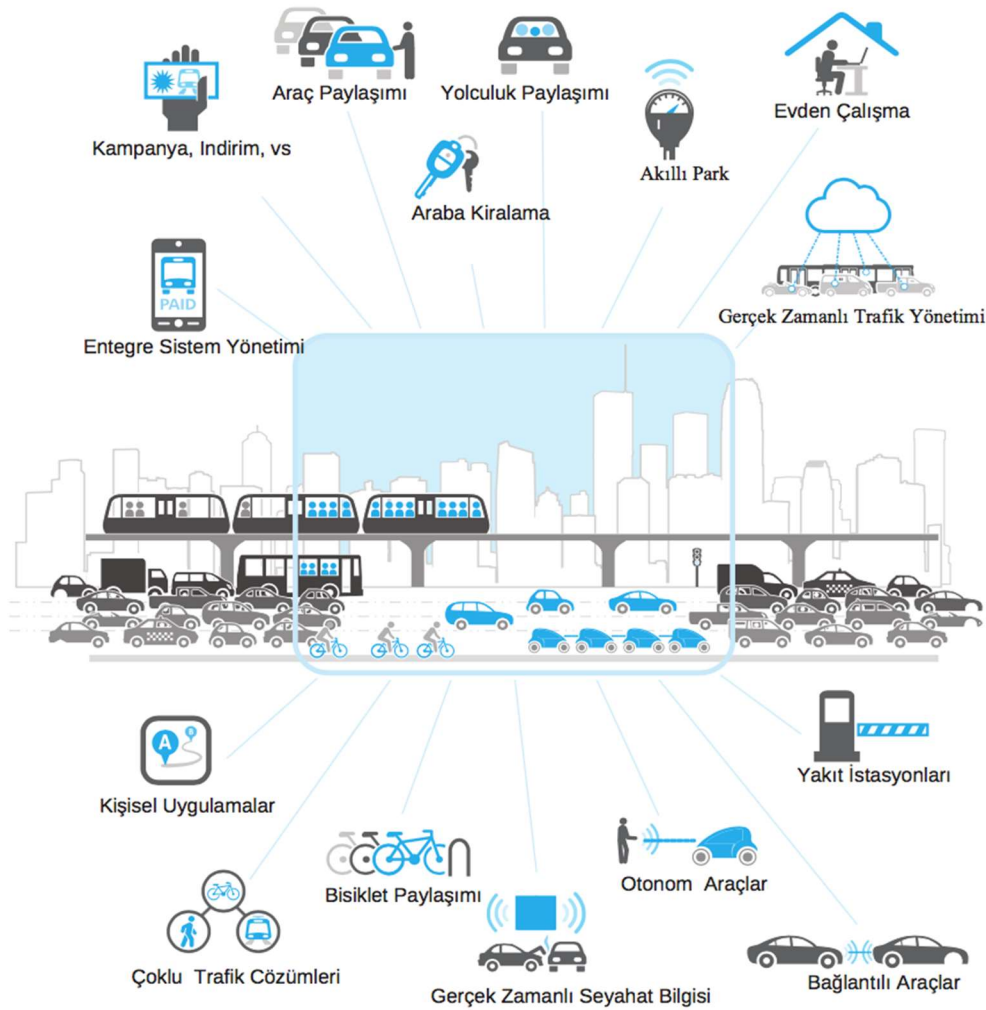 Araç Paylaşımı
Yolculuk Paylaşımı
Evden Çalışma
Kampanya, Indirim, vs
Akıllı Park
Araba Kiralama
PAID
Gerçek Zamanlı Trafik Yönetimi
Entegre Sistem Yönetimi
A
B
Kişisel Uygulamalar
Yakıt İstasyonları
Bisiklet Paylaşımı
Otonom Araçlar
Çoklu Trafik Cözümleri
Gerçek Zamanlı Seyahat Bilgisi
Bağlantılı Araçlar